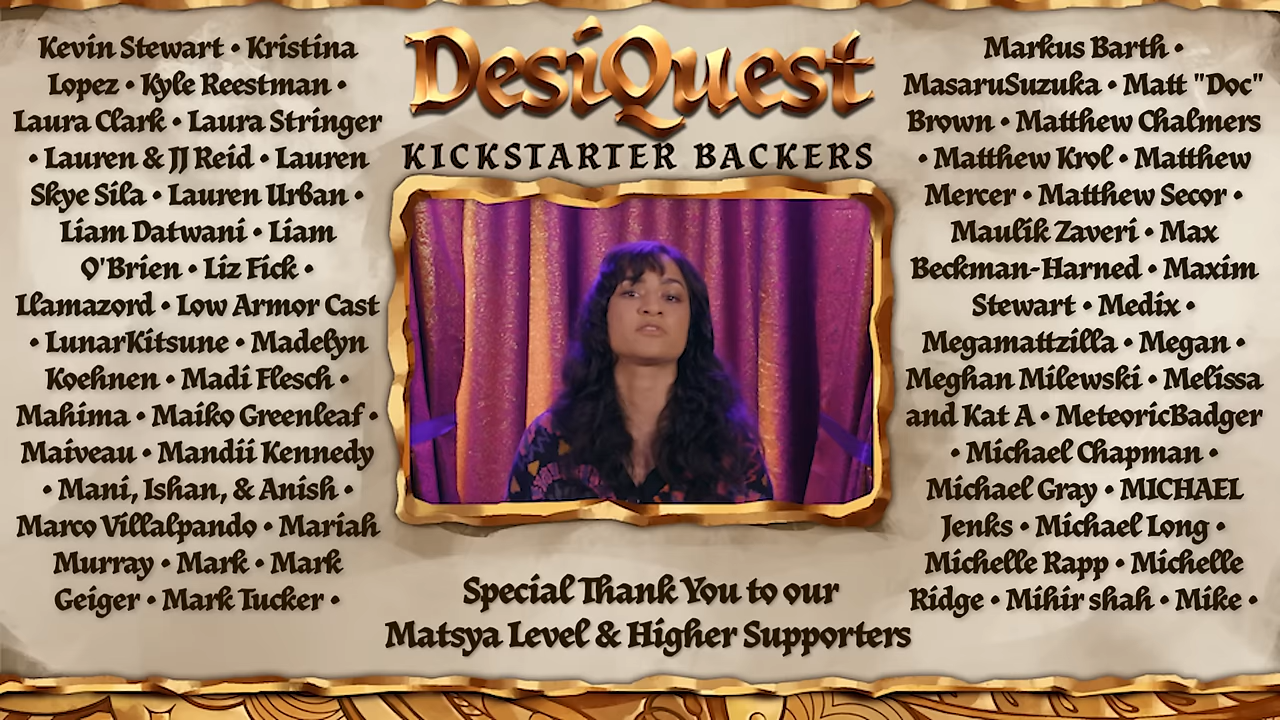 Kevin Stewart • Kristina
Lopez • Kyle Reestman •
Laura Clark • Laura Stringer
• Lauren & JJ Reid • Lauren
Skye Sila • Lauren Urban •
Liam Datwani • Liam
O'Brien • Liz Fick •
Llamazord • Low Armor Cast
• LunarKitsune • Madelyn
Koehnen • Madi Flesch •
Mahima • Maiko Greenleaf •
Maiveau • Mandii Kennedy
• Mani, Ishan, & Anish •
Marco Villalpando • Mariah
Murray • Mark • Mark
Geiger • Mark Tucker •
DesiQuest
KICKSTARTER BACKERS
Special Thank You to our
Matsya Level & Higher Supporters
Markus Barth •
MasaruSuzuka • Matt "Doc"
Brown • Matthew Chalmers
• Matthew Krol • Matthew
Mercer • Matthew Secor •
Maulik Zaveri • Max
Beckman-Harned • Maxim
Stewart • Medix •
Megamattzilla • Megan •
Meghan Milewski • Melissa
and Kat A • MeteoricBadger
• Michael Chapman •
Michael Gray • MICHAEL
Jenks • Michael Long •
Michelle Rapp • Michelle
Ridge • Mihir shah • Mike •